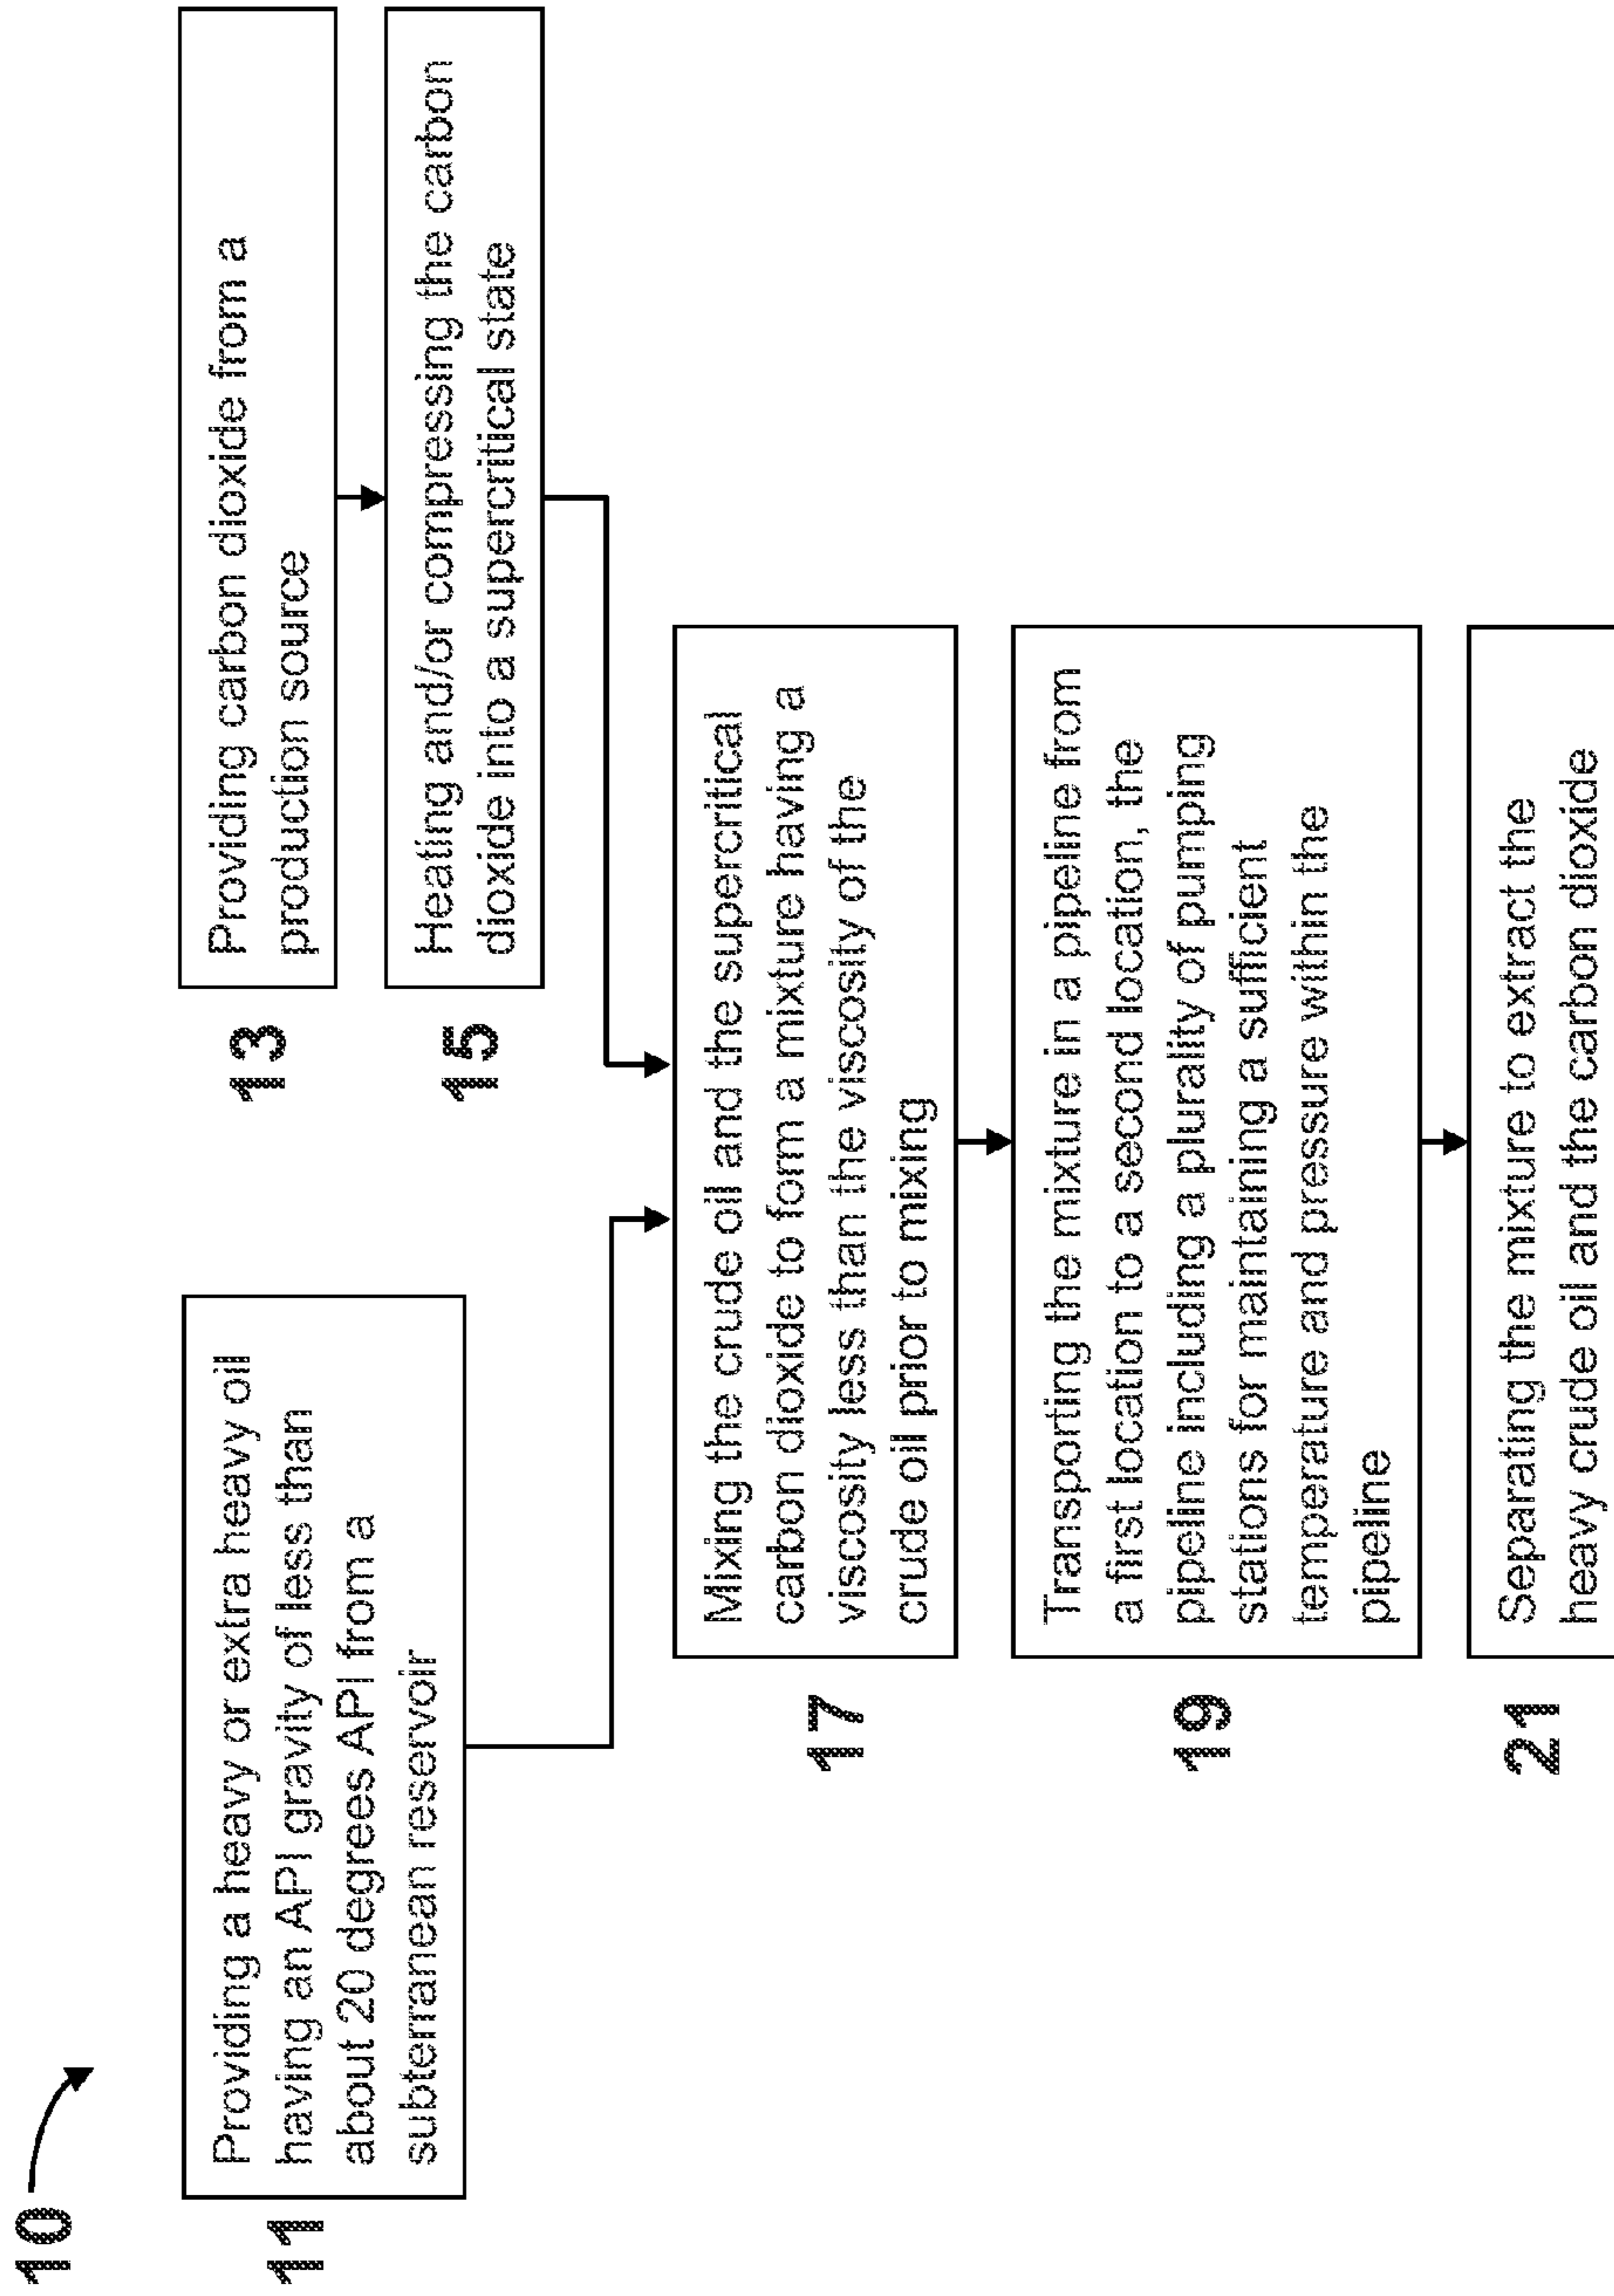 10
11
Providing a heavy or extra heavy oil
having an API gravity of less than
about 20 degrees API from a
subterranean reservoir
13
Providing carbon dioxide from a
production source
15
Heating and/or compressing the carbon
dioxide into a supercritical state
17
Mixing the crude oil and the supercritical
carbon dioxide to form a mixture having a
viscosity less than the viscosity of the
crude oil prior to mixing
19
Transporting the mixture in a pipeline from
a first location to a second location, the
pipeline including a plurality of pumping
stations for maintaining a sufficient
temperature and pressure within the
pipeline
21
Separating the mixture to extract the
heavy crude oil and the carbon dioxide